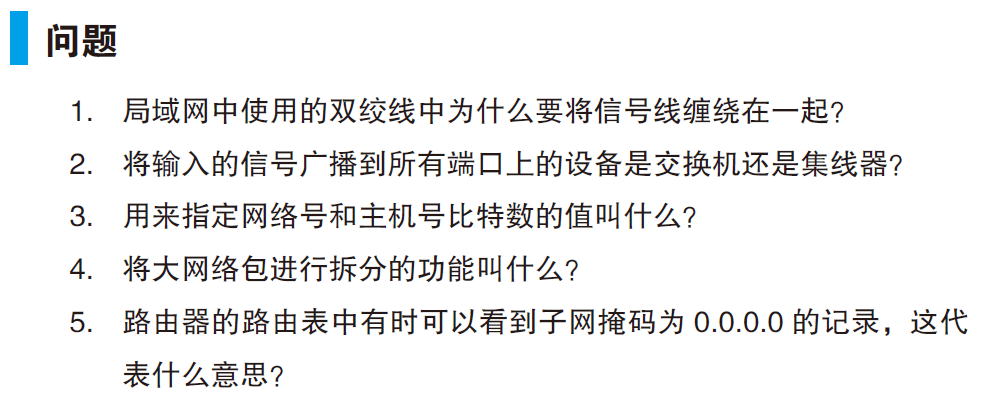 问题
1. 局域网中使用的双绞线中为什么要将信号线缠绕在一起？
2. 将输入的信号广播到所有端口上的设备是交换机还是集线器？
3. 用来指定网络号和主机号比特数的值叫什么？
4. 将大网络包进行拆分的功能叫什么？
5. 路由器的路由表中有时可以看到子网掩码为 0.0.0.0 的记录，这代
表什么意思？